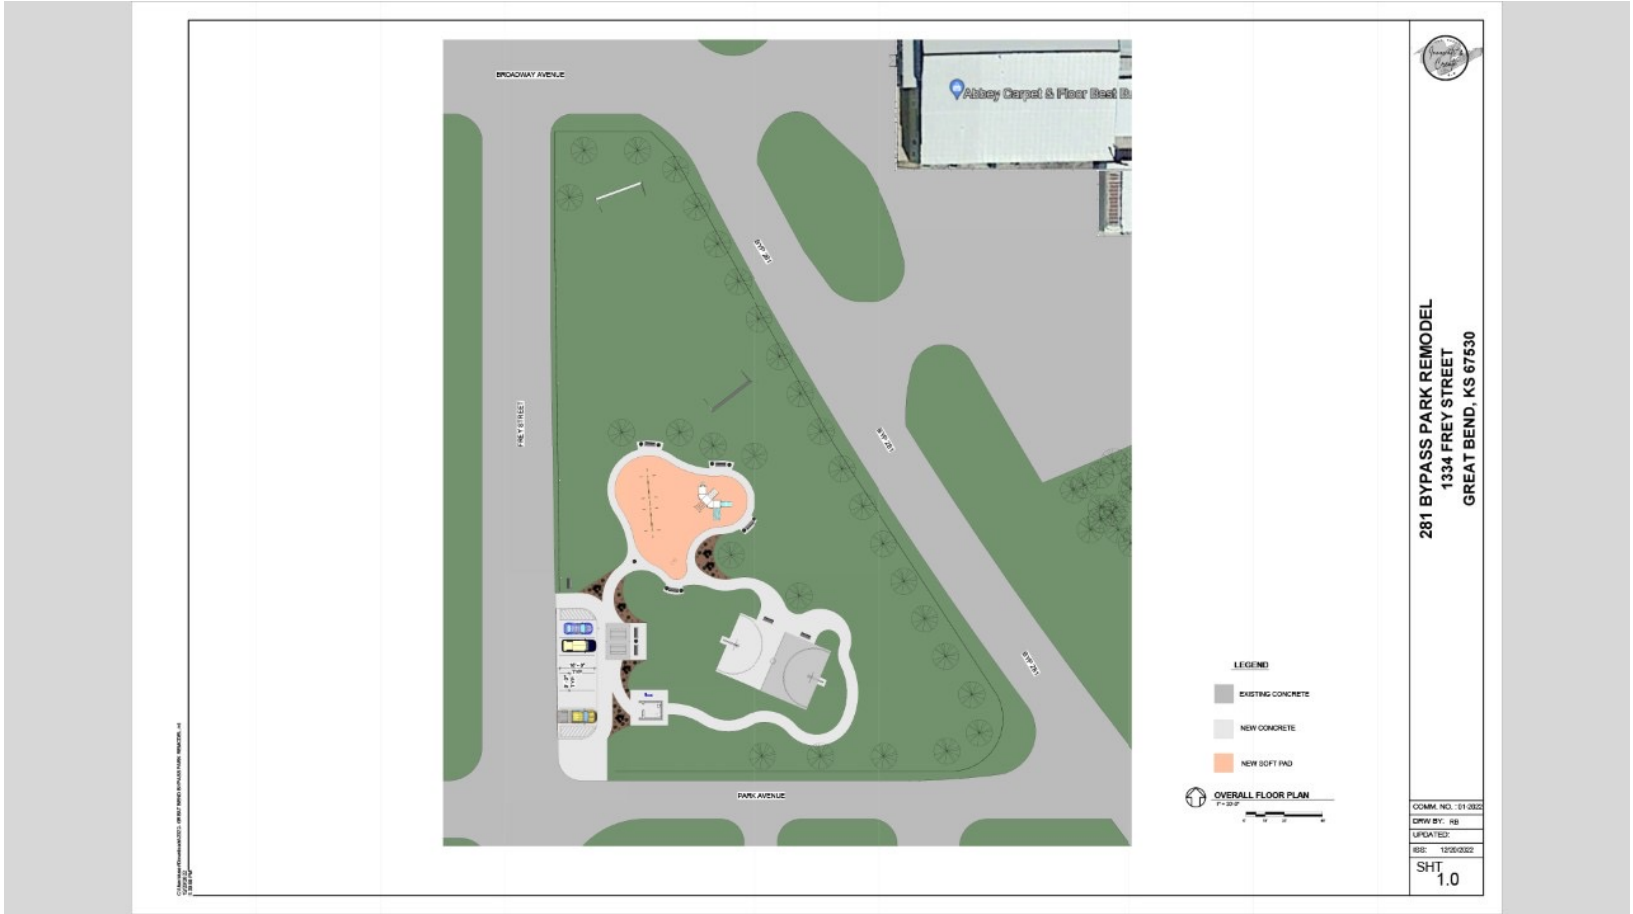 BROADWAY AVENUE
Abbey Carpet & Floor Best B
BYP 281
FREY STREET
BYP 281
BYP 281
PARK AVENUE
LEGEND
EXISTING CONCRETE
NEW CONCRETE
NEW SOFT PAD
OVERALL FLOOR PLAN
281 BYPASS PARK REMODEL
1334 FREY STREET
GREAT BEND, KS 67530
COMM. NO. : 01-2022
DRW BY: RB
UPDATED:
ISS: 12/20/2022
SHT
1.0